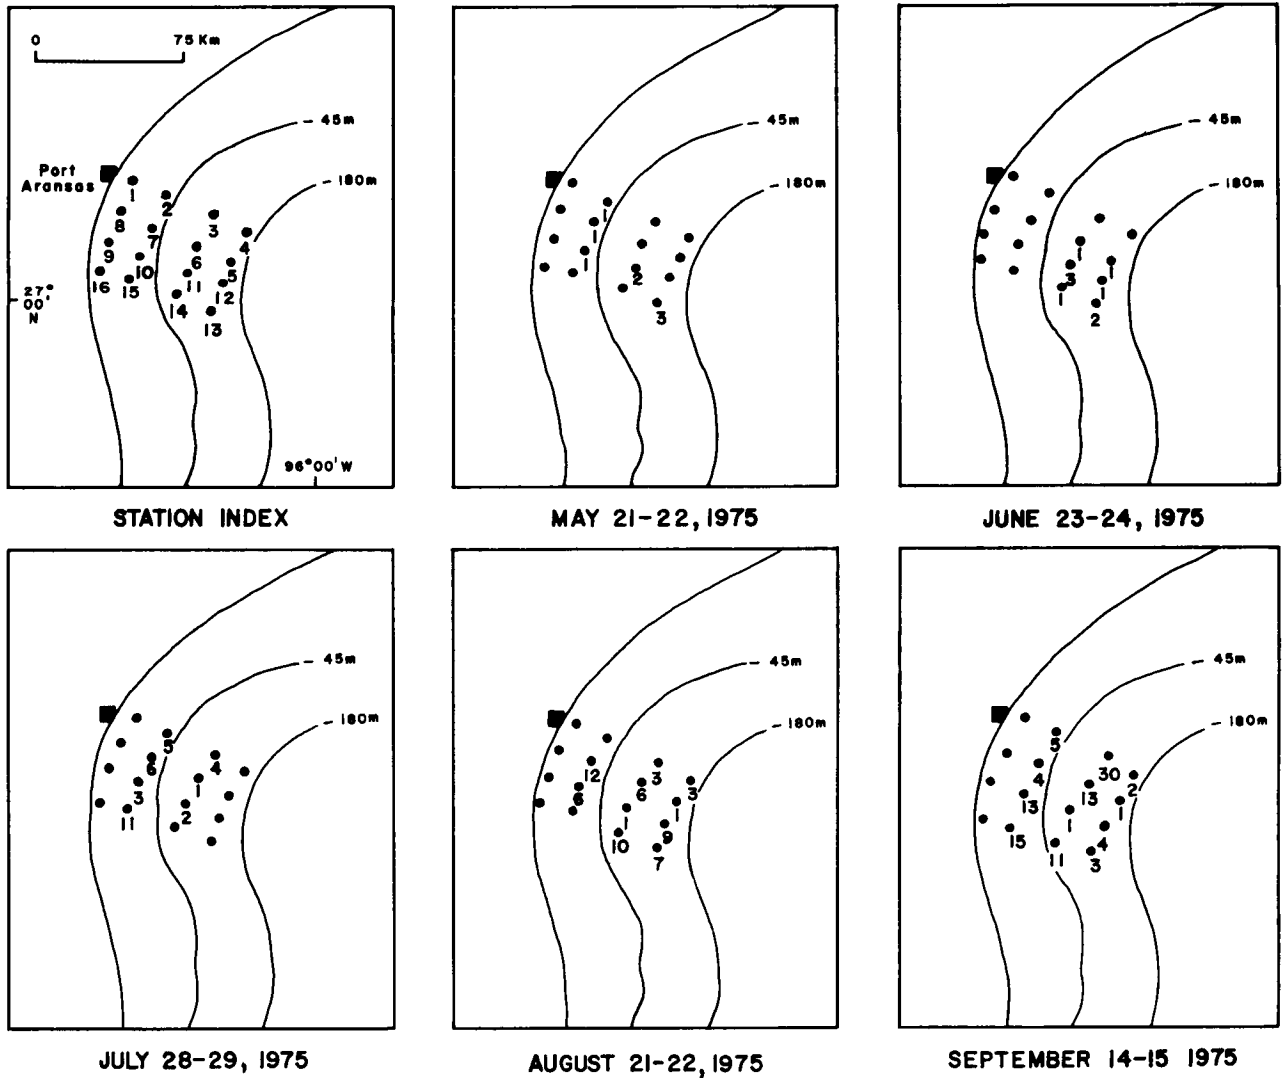 0 75 Km
- 45m
Port
Aransas
- 180m
1
2
8
3
7
4
9
6
10
5
16
15
11
12
14
13
27°
00'
N
96°00'W
STATION INDEX
- 45m
- 180m
1
1
1
2
3
MAY 21-22, 1975
- 45m
- 180m
1
3
1
1
1
2
JUNE 23-24, 1975
- 45m
- 180m
5
6
4
3
1
11
2
JULY 28-29, 1975
- 45m
- 180m
12
3
6
6
3
1
1
10
9
7
AUGUST 21-22, 1975
- 45m
- 180m
5
4
30
13
13
2
1
1
15
11
4
3
SEPTEMBER 14-15 1975